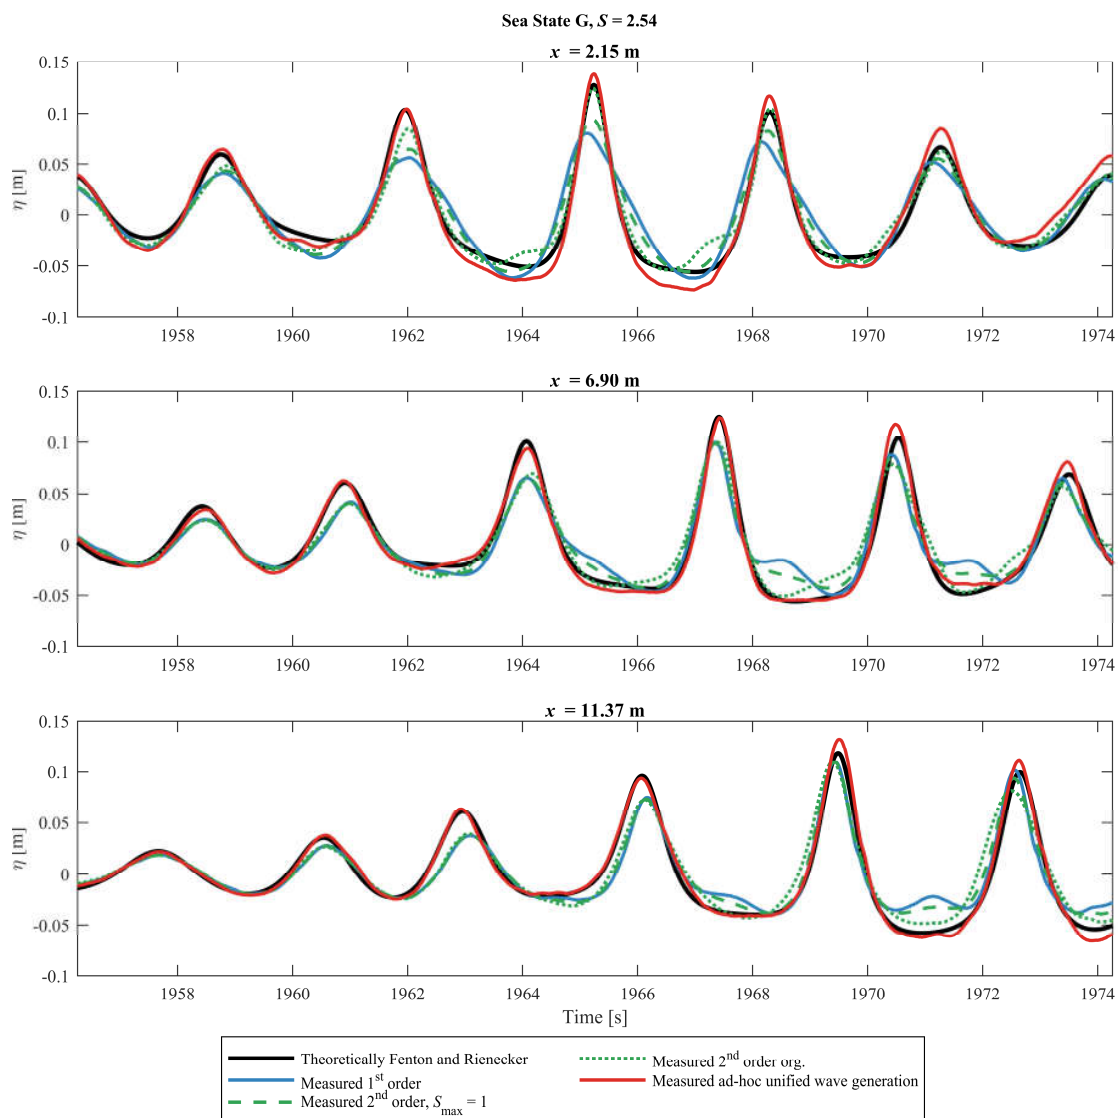 Sea State G, S = 2.54
x = 2.15 m
0.15
0.1
0.05
0
-0.05
-0.1
η [m]
1958 1960 1962 1964 1966 1968 1970 1972 1974
x = 6.90 m
0.15
0.1
0.05
0
-0.05
-0.1
η [m]
1958 1960 1962 1964 1966 1968 1970 1972 1974
x = 11.37 m
0.15
0.1
0.05
0
-0.05
-0.1
η [m]
1958 1960 1962 1964 1966 1968 1970 1972 1974
Time [s]
Theoretically Fenton and Rienecker
Measured 1st order
Measured 2nd order, Smax = 1
Measured 2nd order org.
Measured ad-hoc unified wave generation